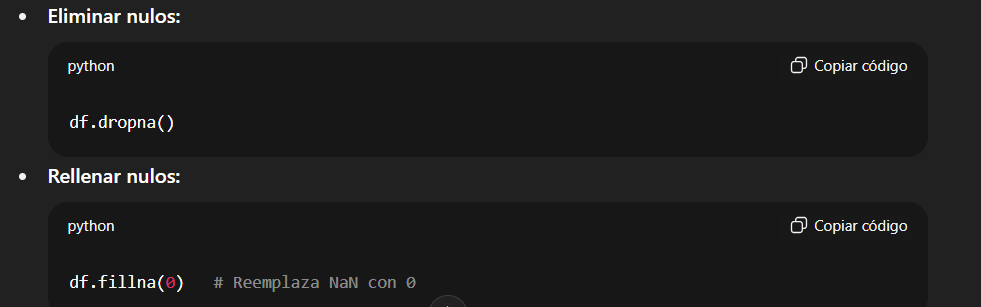 Eliminar nulos:
python
Copiar código
df.dropna()
Rellenar nulos:
python
Copiar código
df.fillna(0)   # Reemplaza NaN con 0